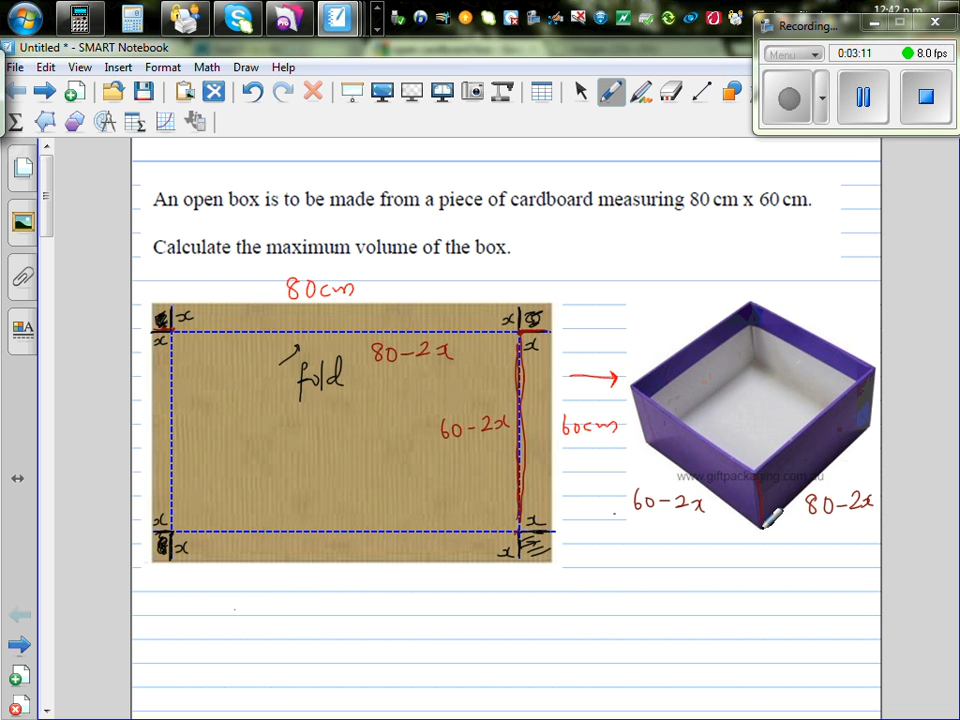 12:42 p.m.
Recording...
Untitled * - SMART Notebook
Menu
0:03:11
8.0 fps
File Edit View Insert Format Math Draw Help
An open box is to be made from a piece of cardboard measuring 80 cm x 60 cm.
Calculate the maximum volume of the box.
80cm
x x
x x
80-2x
fold
60-2x
60cm
www.giftpackaging.com.au
60-2x
80-2x
x x
x x